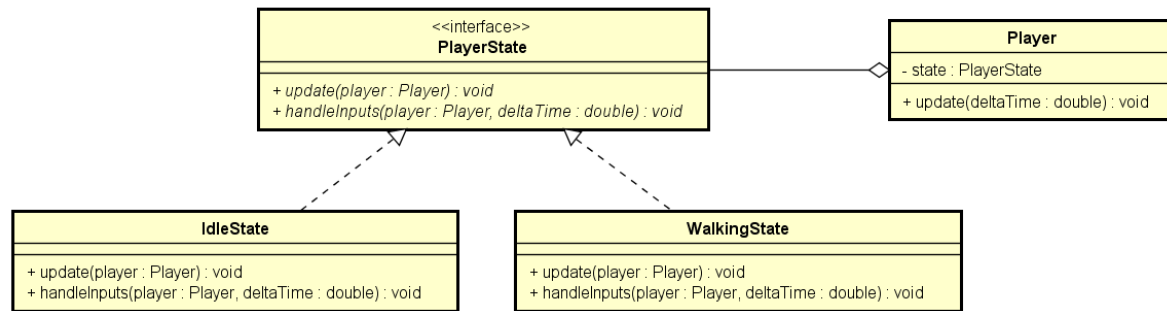 <<interface>>
PlayerState
+ update(player : Player) : void
+ handleInputs(player : Player, deltaTime : double) : void
Player
- state : PlayerState
+ update(deltaTime : double) : void
IdleState
+ update(player : Player) : void
+ handleInputs(player : Player, deltaTime : double) : void
WalkingState
+ update(player : Player) : void
+ handleInputs(player : Player, deltaTime : double) : void